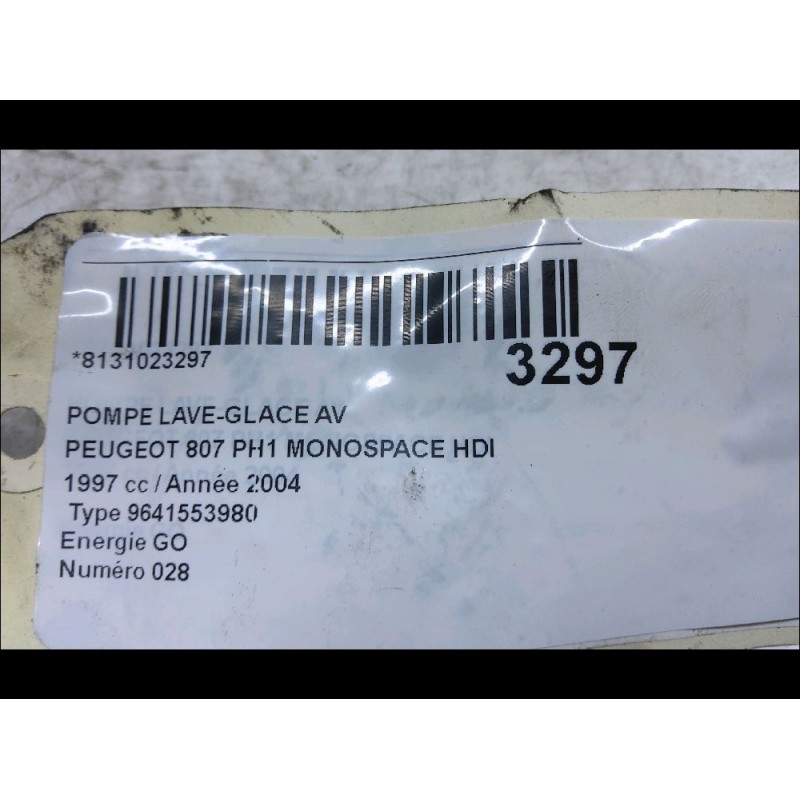 *8131023297
3297
POMPE LAVE-GLACE AV
PEUGEOT 807 PH1 MONOSPACE HDI
1997 cc / Année 2004
Type 9641553980
Energie GO
Numéro 028